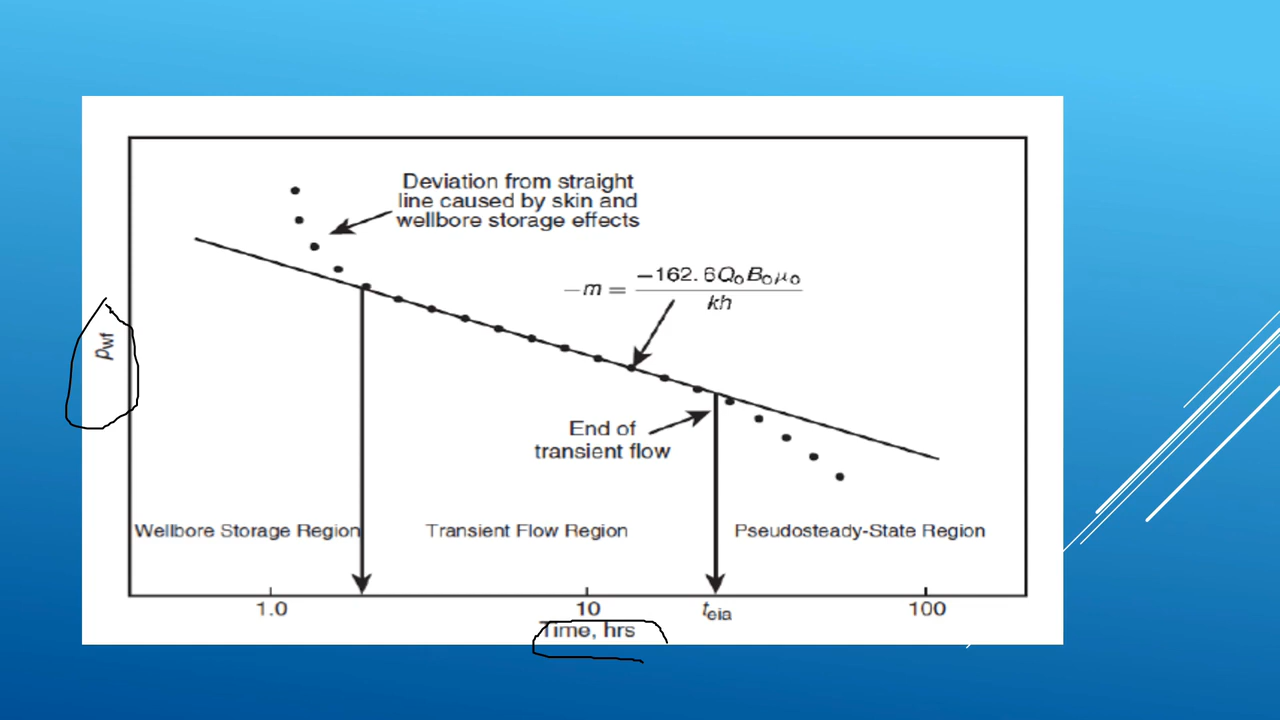 Deviation from straight
line caused by skin and
wellbore storage effects
−m = −162.6QoBoμo
kh
pwf
End of
transient flow
Wellbore Storage Region
Transient Flow Region
Pseudosteady-State Region
1.0
10
teia
100
Time, hrs